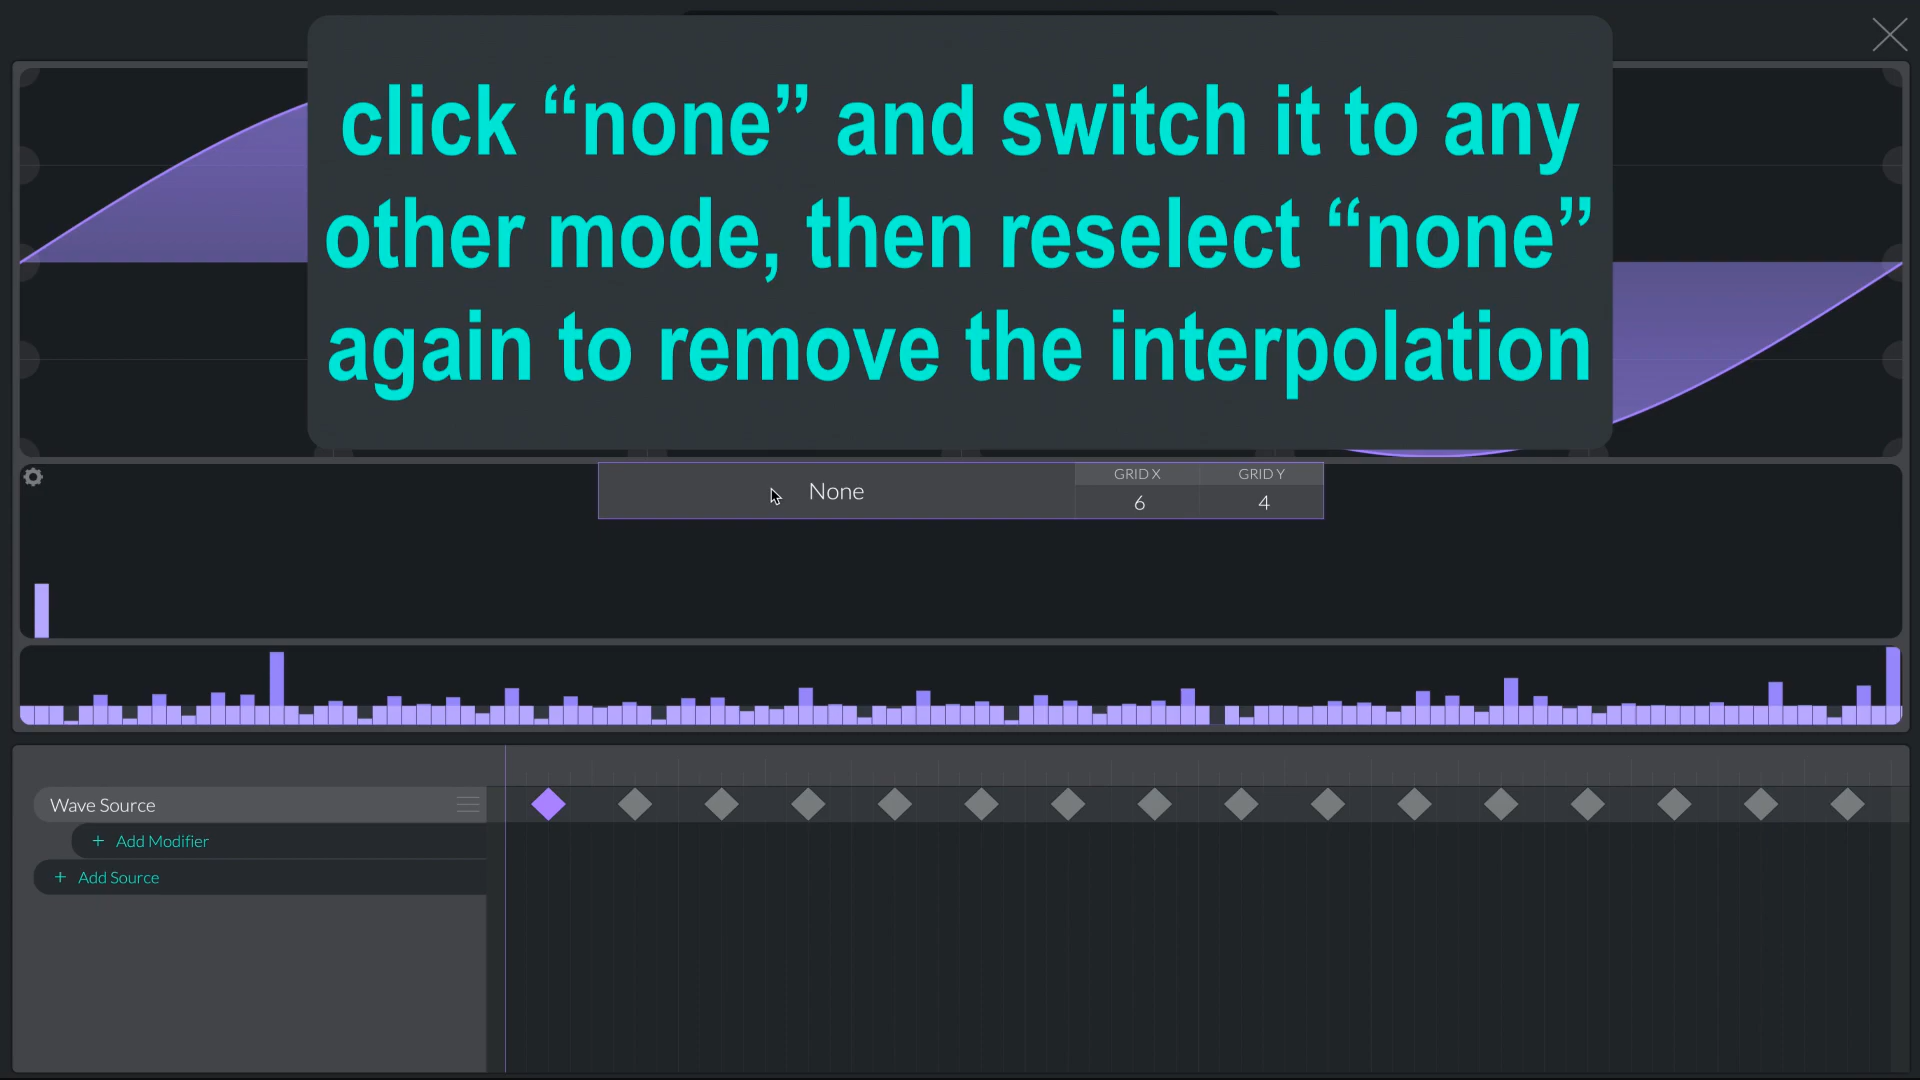 click “none” and switch it to any
other mode, then reselect “none”
again to remove the interpolation
None
GRID X
GRID Y
6
4
Wave Source
+ Add Modifier
+ Add Source